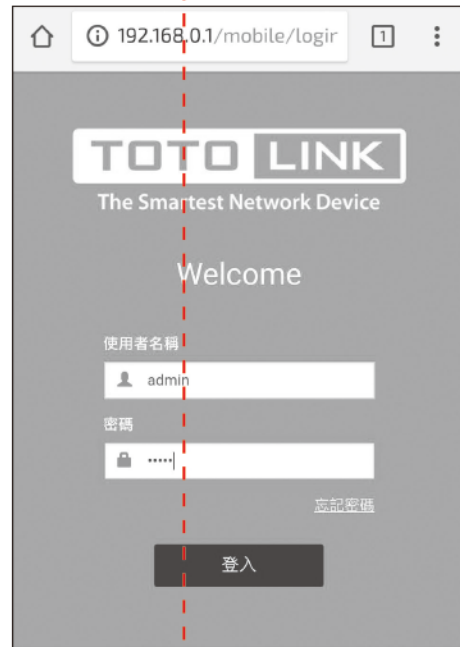 192.168.0.1/mobile/logir
1
TOTO LINK
The Smartest Network Device
Welcome
使用者名稱
admin
密碼
•••••
忘記密碼
登入